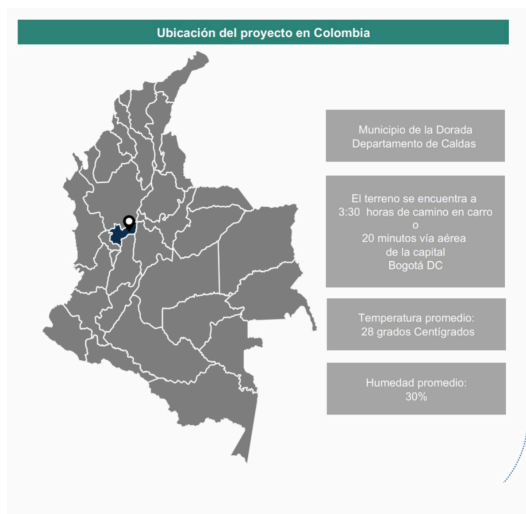 Ubicación del proyecto en Colombia
Municipio de la Dorada
Departamento de Caldas
El terreno se encuentra a
3:30 horas de camino en carro
o
20 minutos vía aérea
de la capital
Bogotá DC
Temperatura promedio:
28 grados Centígrados
Humedad promedio:
30%